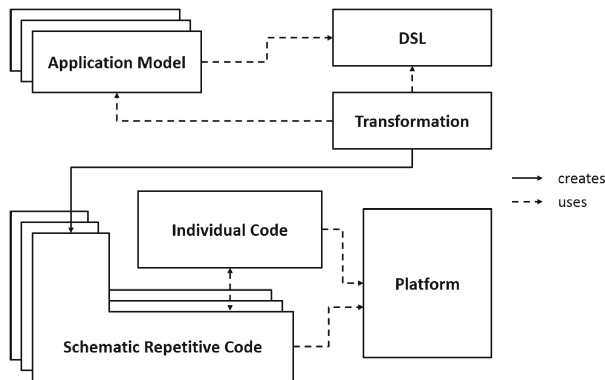 DSL
Application Model
Transformation
creates
uses
Individual Code
Platform
Schematic Repetitive Code